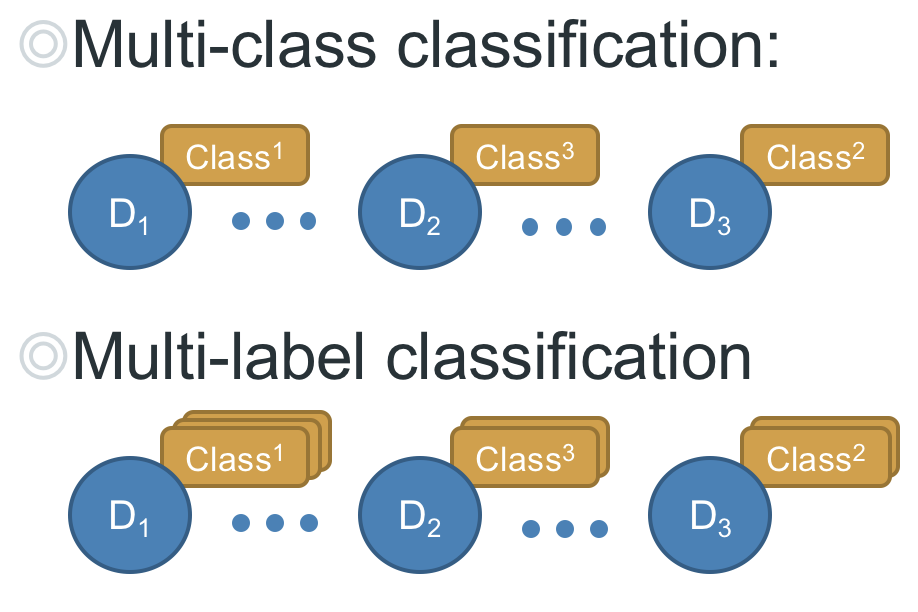 Multi-class classification:
Class¹ Class³ Class²
D₁ D₂ D₃
Multi-label classification
Class¹ Class³ Class²
D₁ D₂ D₃